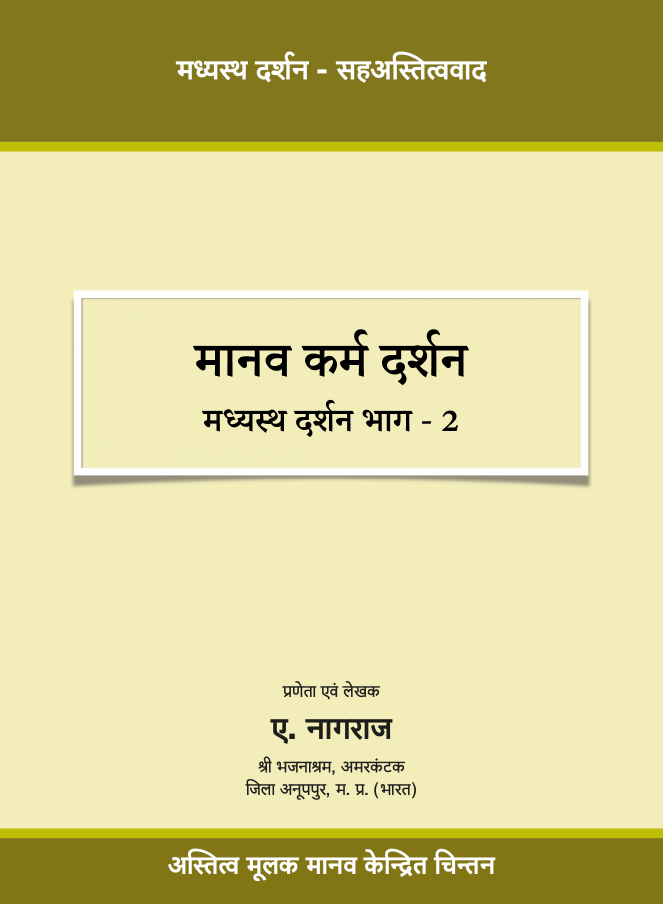 मध्यस्थ दर्शन - सहअस्तित्ववाद
मानव कर्म दर्शन
मध्यस्थ दर्शन भाग - 2
प्रणेता एवं लेखक
ए. नागराज
श्री भजनाश्रम, अमरकंटक
जिला अनूपपुर, म. प्र. (भारत)
अस्तित्व मूलक मानव केन्द्रित चिन्तन